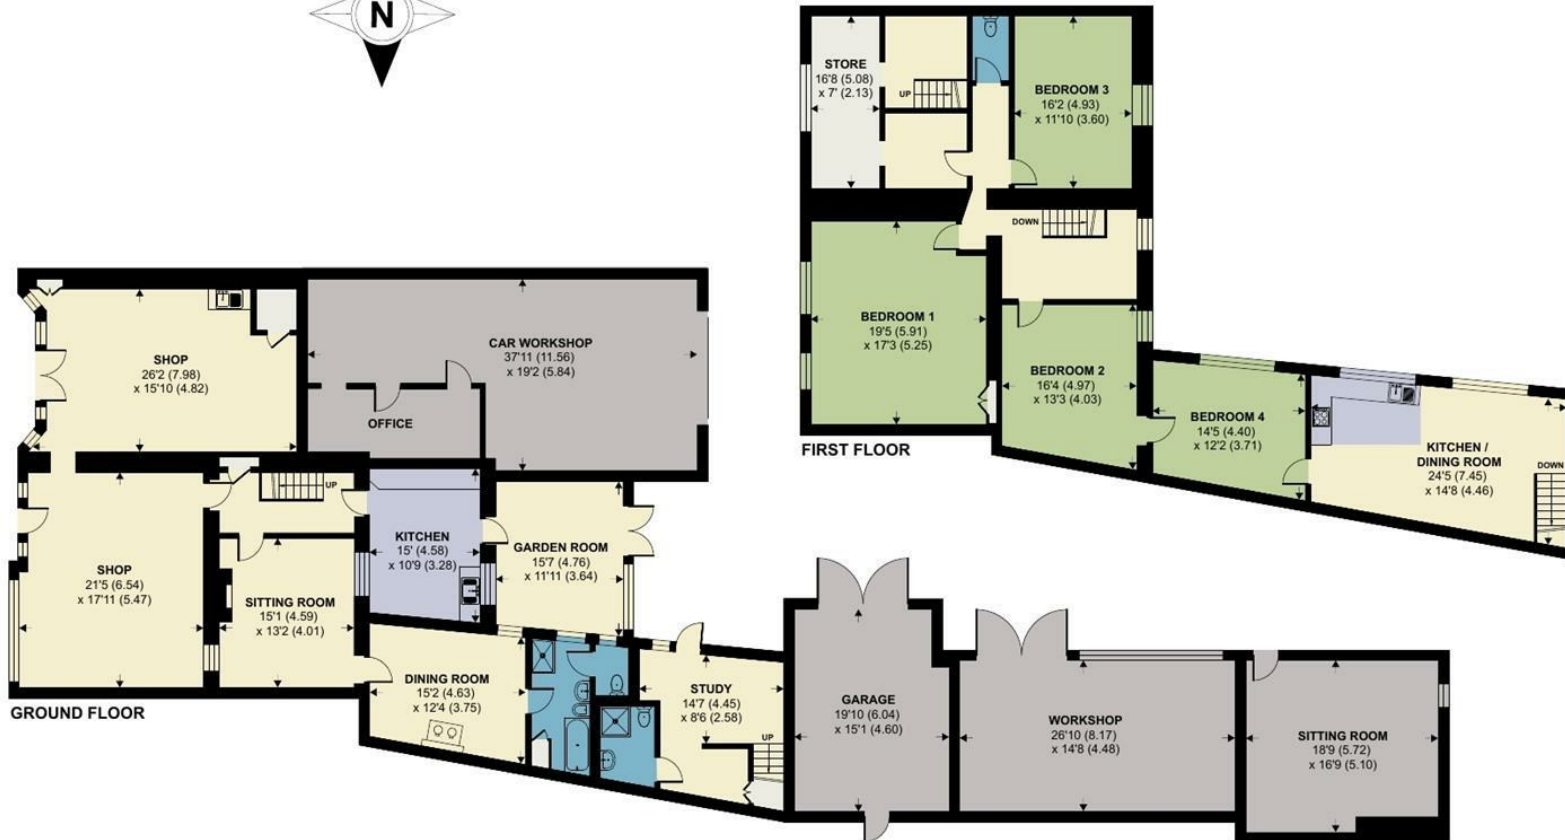 N
STORE
16'8 (5.08)
x 7' (2.13)
UP
BEDROOM 3
16'2 (4.93)
x 11'10 (3.60)
DOWN
BEDROOM 1
19'5 (5.91)
x 17'3 (5.25)
BEDROOM 2
16'4 (4.97)
x 13'3 (4.03)
BEDROOM 4
14'5 (4.40)
x 12'2 (3.71)
KITCHEN /
DINING ROOM
24'5 (7.45)
x 14'8 (4.46)
DOWN
FIRST FLOOR
SHOP
26'2 (7.98)
x 15'10 (4.82)
CAR WORKSHOP
37'11 (11.56)
x 19'2 (5.84)
OFFICE
UP
SHOP
21'5 (6.54)
x 17'11 (5.47)
SITTING ROOM
15'1 (4.59)
x 13'2 (4.01)
KITCHEN
15' (4.58)
x 10'9 (3.28)
GARDEN ROOM
15'7 (4.76)
x 11'11 (3.64)
DINING ROOM
15'2 (4.63)
x 12'4 (3.75)
STUDY
14'7 (4.45)
x 8'6 (2.58)
UP
GARAGE
19'10 (6.04)
x 15'1 (4.60)
WORKSHOP
26'10 (8.17)
x 14'8 (4.48)
SITTING ROOM
18'9 (5.72)
x 16'9 (5.10)
GROUND FLOOR